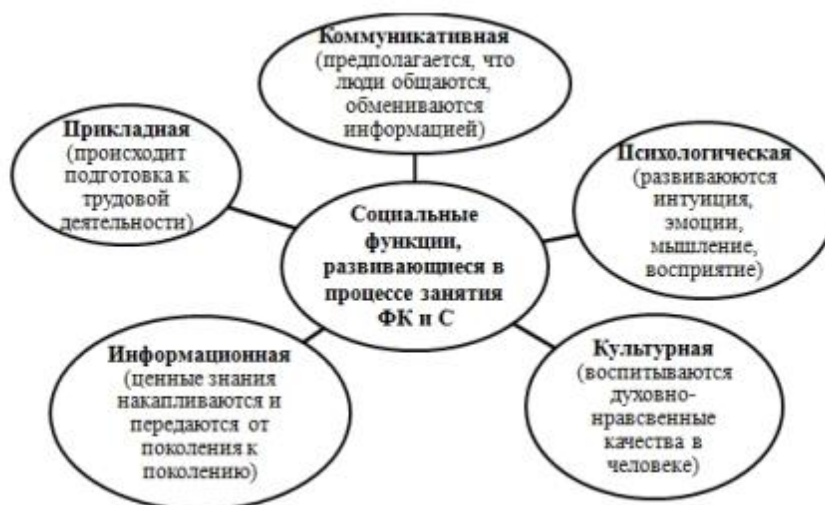 Коммуникативная
(предполагается, что
люди общаются,
обмениваются
информацией)
Прикладная
(происходит
подготовка к
трудовой
деятельности)
Психологическая
(развиваюются
интуиция,
эмоции,
мышление,
восприятие)
Социальные
функции,
развивающиеся в
процессе занятия
ФК и С
Информационная
(ценные знания
накапливаются и
передаются от
поколения к
поколению)
Культурная
(воспитываются
духовно-
нравсвенные
качества в
человеке)